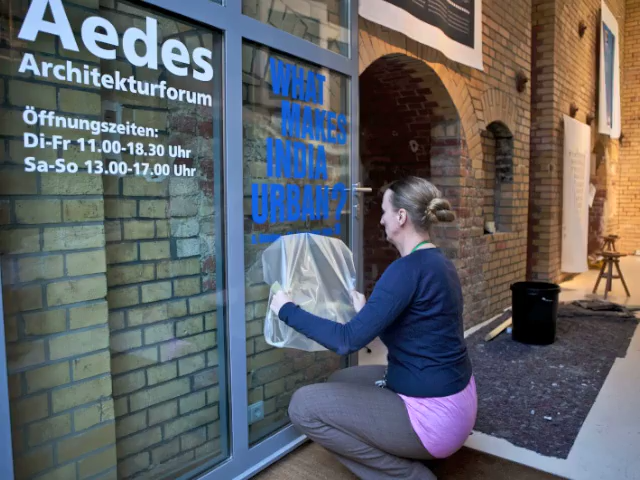 Aedes
Architekturforum
Öffnungszeiten:
Di-Fr 11.00-18.30 Uhr
Sa-So 13.00-17.00 Uhr
WHAT
MAKES
INDIA
URBAN?